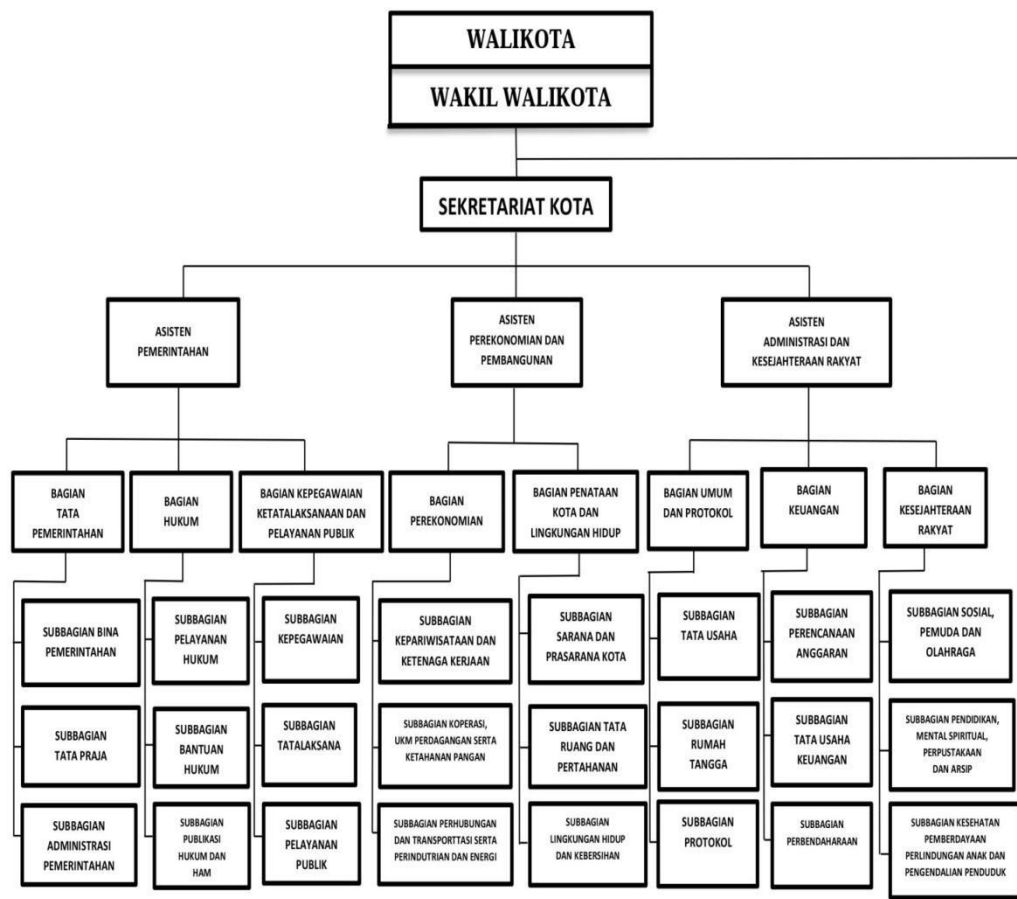 WALIKOTA
WAKIL WALIKOTA
SEKRETARIAT KOTA
ASISTEN
PEMERINTAHAN
ASISTEN
PEREKONOMIAN DAN
PEMBANGUNAN
ASISTEN
ADMINISTRASI DAN
KESEJAHTERAAN RAKYAT
BAGIAN
TATA
PEMERINTAHAN
BAGIAN
HUKUM
BAGIAN KEPEGAWAIAN
KETATALAKSANAAN DAN
PELAYANAN PUBLIK
BAGIAN
PEREKONOMIAN
BAGIAN PENATAAN
KOTA DAN
LINGKUNGAN HIDUP
BAGIAN UMUM
DAN PROTOKOL
BAGIAN
KEUANGAN
BAGIAN
KESEJAHTERAAN
RAKYAT
SUBBAGIAN BINA
PEMERINTAHAN
SUBBAGIAN
PELAYANAN
HUKUM
SUBBAGIAN
KEPEGAWAIAN
SUBBAGIAN
KEPARIWISATAAN DAN
KETENAGA KERJAAN
SUBBAGIAN
SARANA DAN
PRASARANA KOTA
SUBBAGIAN
TATA USAHA
SUBBAGIAN
PERENCANAAN
ANGGARAN
SUBBAGIAN SOSIAL,
PEMUDA DAN
OLAHRAGA
SUBBAGIAN
TATA PRAJA
SUBBAGIAN
BANTUAN
HUKUM
SUBBAGIAN
TATALAKSANA
SUBBAGIAN KOPERASI,
UKM PERDAGANGAN SERTA
KETAHANAN PANGAN
SUBBAGIAN TATA
RUANG DAN
PERTAHANAN
SUBBAGIAN
RUMAH
TANGGA
SUBBAGIAN
TATA USAHA
KEUANGAN
SUBBAGIAN PENDIDIKAN,
MENTAL SPIRITUAL,
PERPUSTAKAAN
DAN ARSIP
SUBBAGIAN
ADMINISTRASI
PEMERINTAHAN
SUBBAGIAN
PUBLIKASI
HUKUM DAN
HAM
SUBBAGIAN
PELAYANAN
PUBLIK
SUBBAGIAN PERHUBUNGAN
DAN TRANSPORTTASI SERTA
PERINDUTRIAN DAN ENERGI
SUBBAGIAN
LINGKUNGAN HIDUP
DAN KEBERSIHAN
SUBBAGIAN
PROTOKOL
SUBBAGIAN
PERBENDAHARAAN
SUBBAGIAN KESEHATAN
PEMBERDAYAAN
PERLINDUNGAN ANAK DAN
PENGENDALIAN PENDUDUK